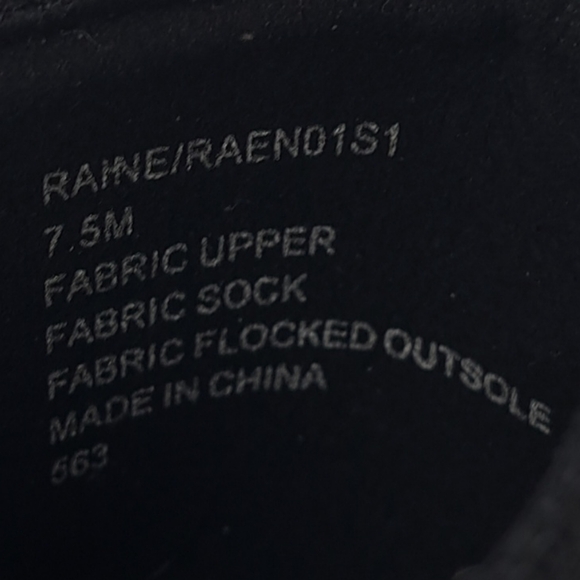 RAINE/RAEN01S1
7.5M
FABRIC UPPER
FABRIC SOCK
FABRIC FLOCKED OUTSOLE
MADE IN CHINA
563